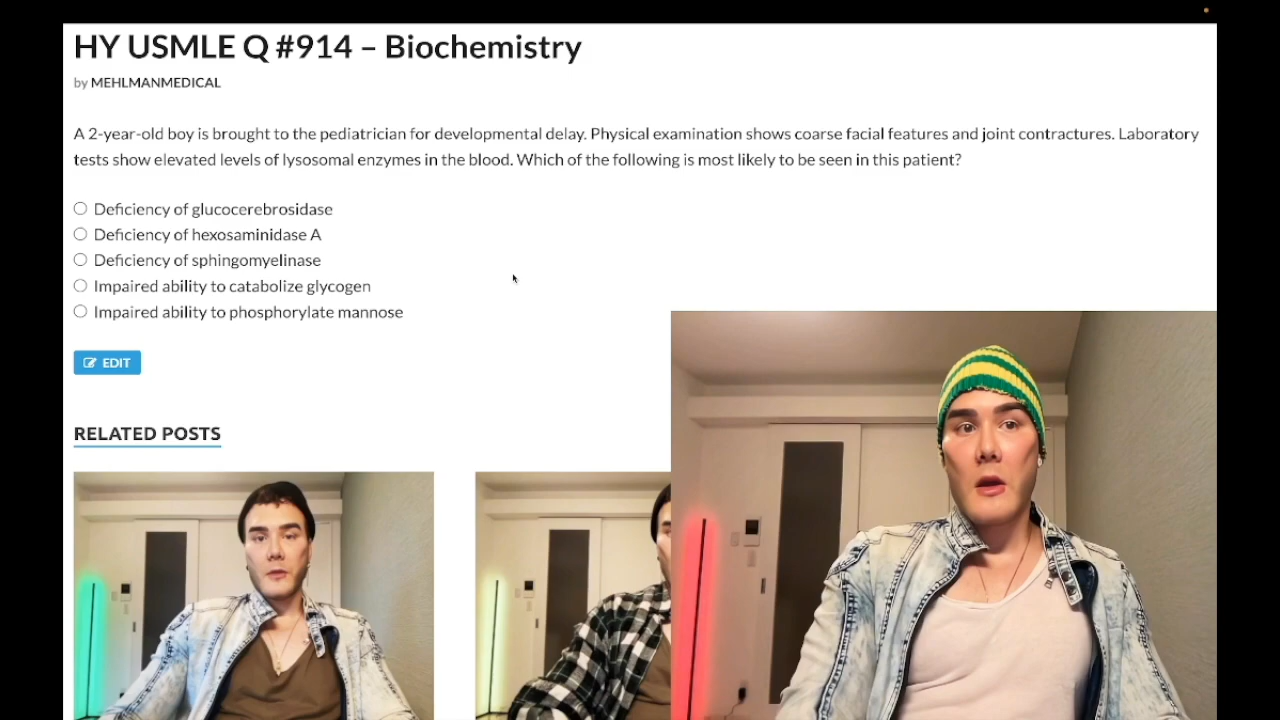 HY USMLE Q #914 – Biochemistry
by MEHLMANMEDICAL
A 2-year-old boy is brought to the pediatrician for developmental delay. Physical examination shows coarse facial features and joint contractures. Laboratory
tests show elevated levels of lysosomal enzymes in the blood. Which of the following is most likely to be seen in this patient?
Deficiency of glucocerebrosidase
Deficiency of hexosaminidase A
Deficiency of sphingomyelinase
Impaired ability to catabolize glycogen
Impaired ability to phosphorylate mannose
EDIT
RELATED POSTS